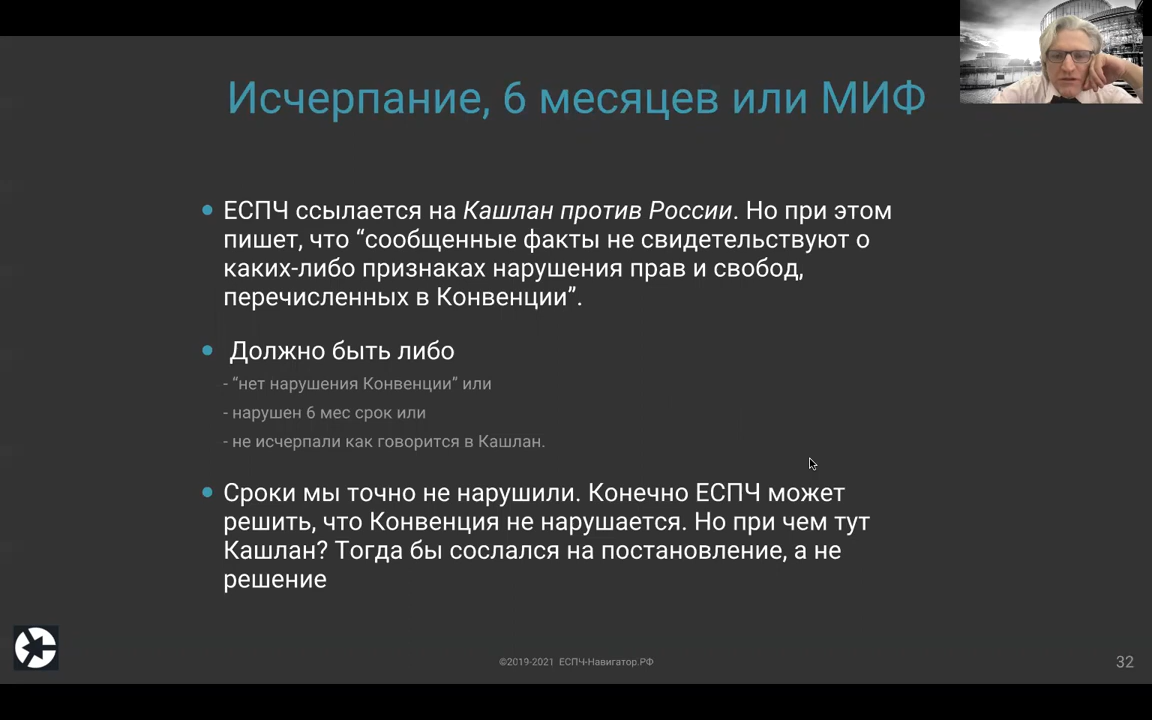 Исчерпание, 6 месяцев или МИФ
ЕСПЧ ссылается на Кашлан против России. Но при этом
пишет, что “сообщенные факты не свидетельствуют о
каких-либо признаках нарушения прав и свобод,
перечисленных в Конвенции”.
Должно быть либо
- “нет нарушения Конвенции” или
- нарушен 6 мес срок или
- не исчерпали как говорится в Кашлан.
Сроки мы точно не нарушили. Конечно ЕСПЧ может
решить, что Конвенция не нарушается. Но при чем тут
Кашлан? Тогда бы сослался на постановление, а не
решение
©2019-2021 ЕСПЧ-Навигатор.РФ
32